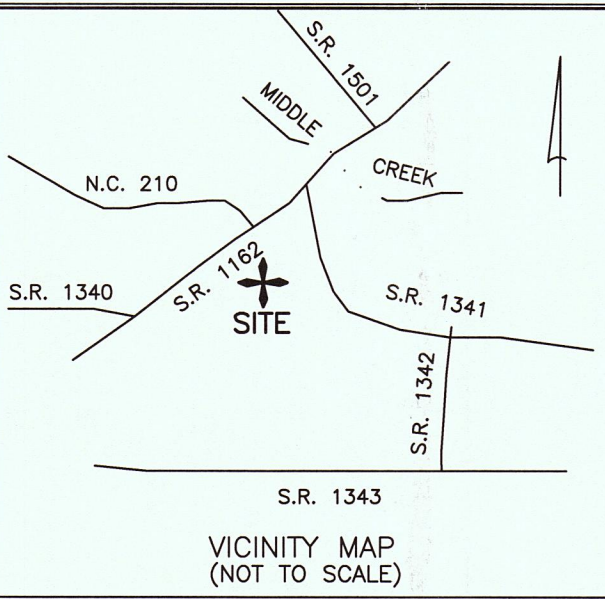 S.R. 1501
MIDDLE
CREEK
N.C. 210
S.R. 1162
S.R. 1340
SITE
S.R. 1341
S.R. 1342
S.R. 1343
VICINITY MAP
(NOT TO SCALE)